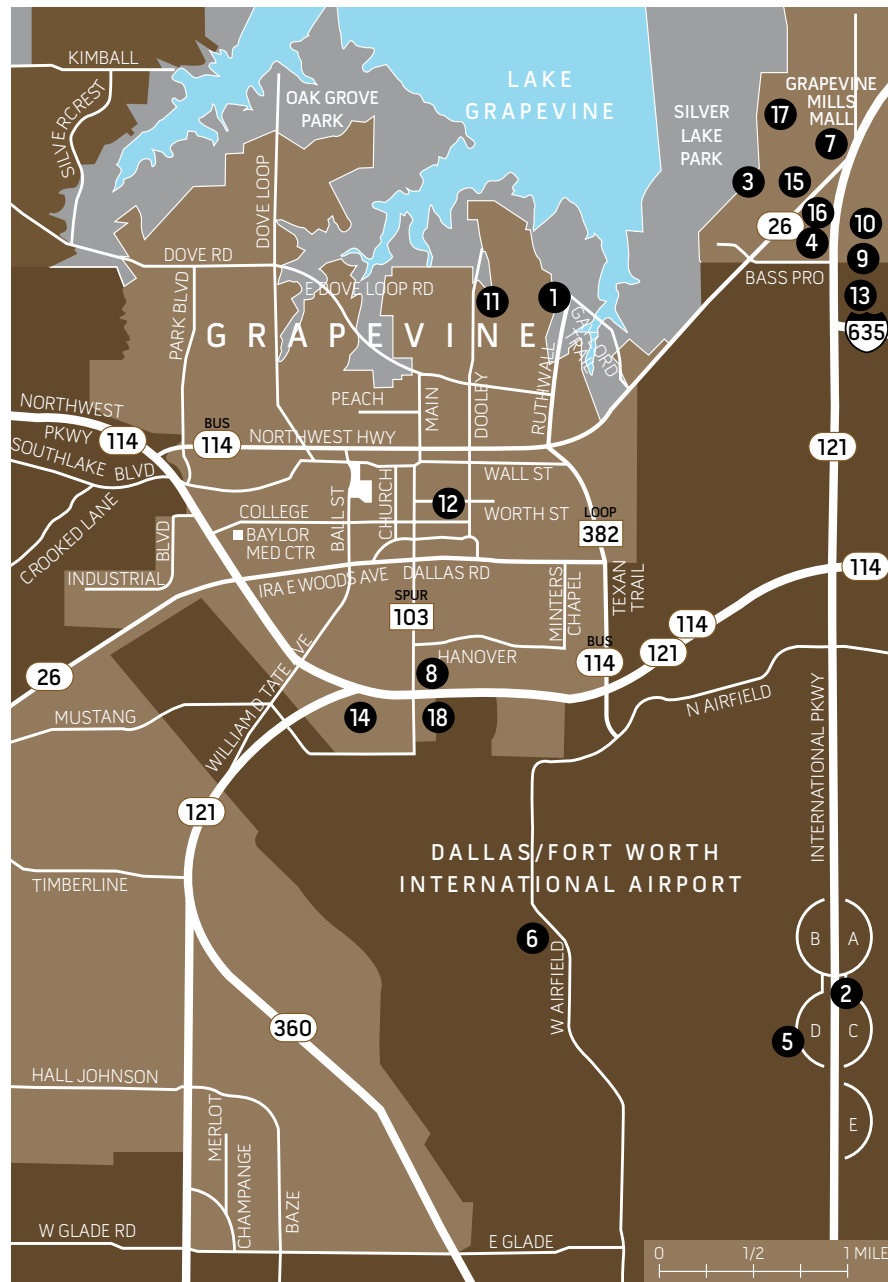 KIMBALL
SILVERCREST
OAK GROVE
PARK
DOVE LOOP
LAKE
GRAPEVINE
SILVER
LAKE
PARK
GRAPEVINE
MILLS
MALL
17
7
3
15
16
26
4
10
9
BASS PRO
13
635
DOVE RD
PARK BLVD
E DOVE LOOP RD
11
1
GAYLORD
TRAIL
GRAPEVINE
RUTHWALL
PEACH
MAIN
DOOLEY
NORTHWEST
PKWY
114
BUS
114
NORTHWEST HWY
121
SOUTHLAKE BLVD
CROOKED LANE
WALL ST
CHURCH
BALL ST
12
COLLEGE
WORTH ST
BAYLOR
MED CTR
LOOP
382
BLVD
INDUSTRIAL
IRA E WOODS AVE
DALLAS RD
MINTERS
CHAPEL
TEXAN
TRAIL
114
SPUR
103
114
121
BUS
114
HANOVER
8
26
MUSTANG
WILLIAM D TATE AVE
14
18
N AIRFIELD
INTERNATIONAL PKWY
121
DALLAS/FORT WORTH
INTERNATIONAL AIRPORT
TIMBERLINE
6
W AIRFIELD
B
A
2
D
C
5
E
360
HALL JOHNSON
MERLOT
CHAMPANGE
BAZE
W GLADE RD
E GLADE
0
1/2
1 MILE